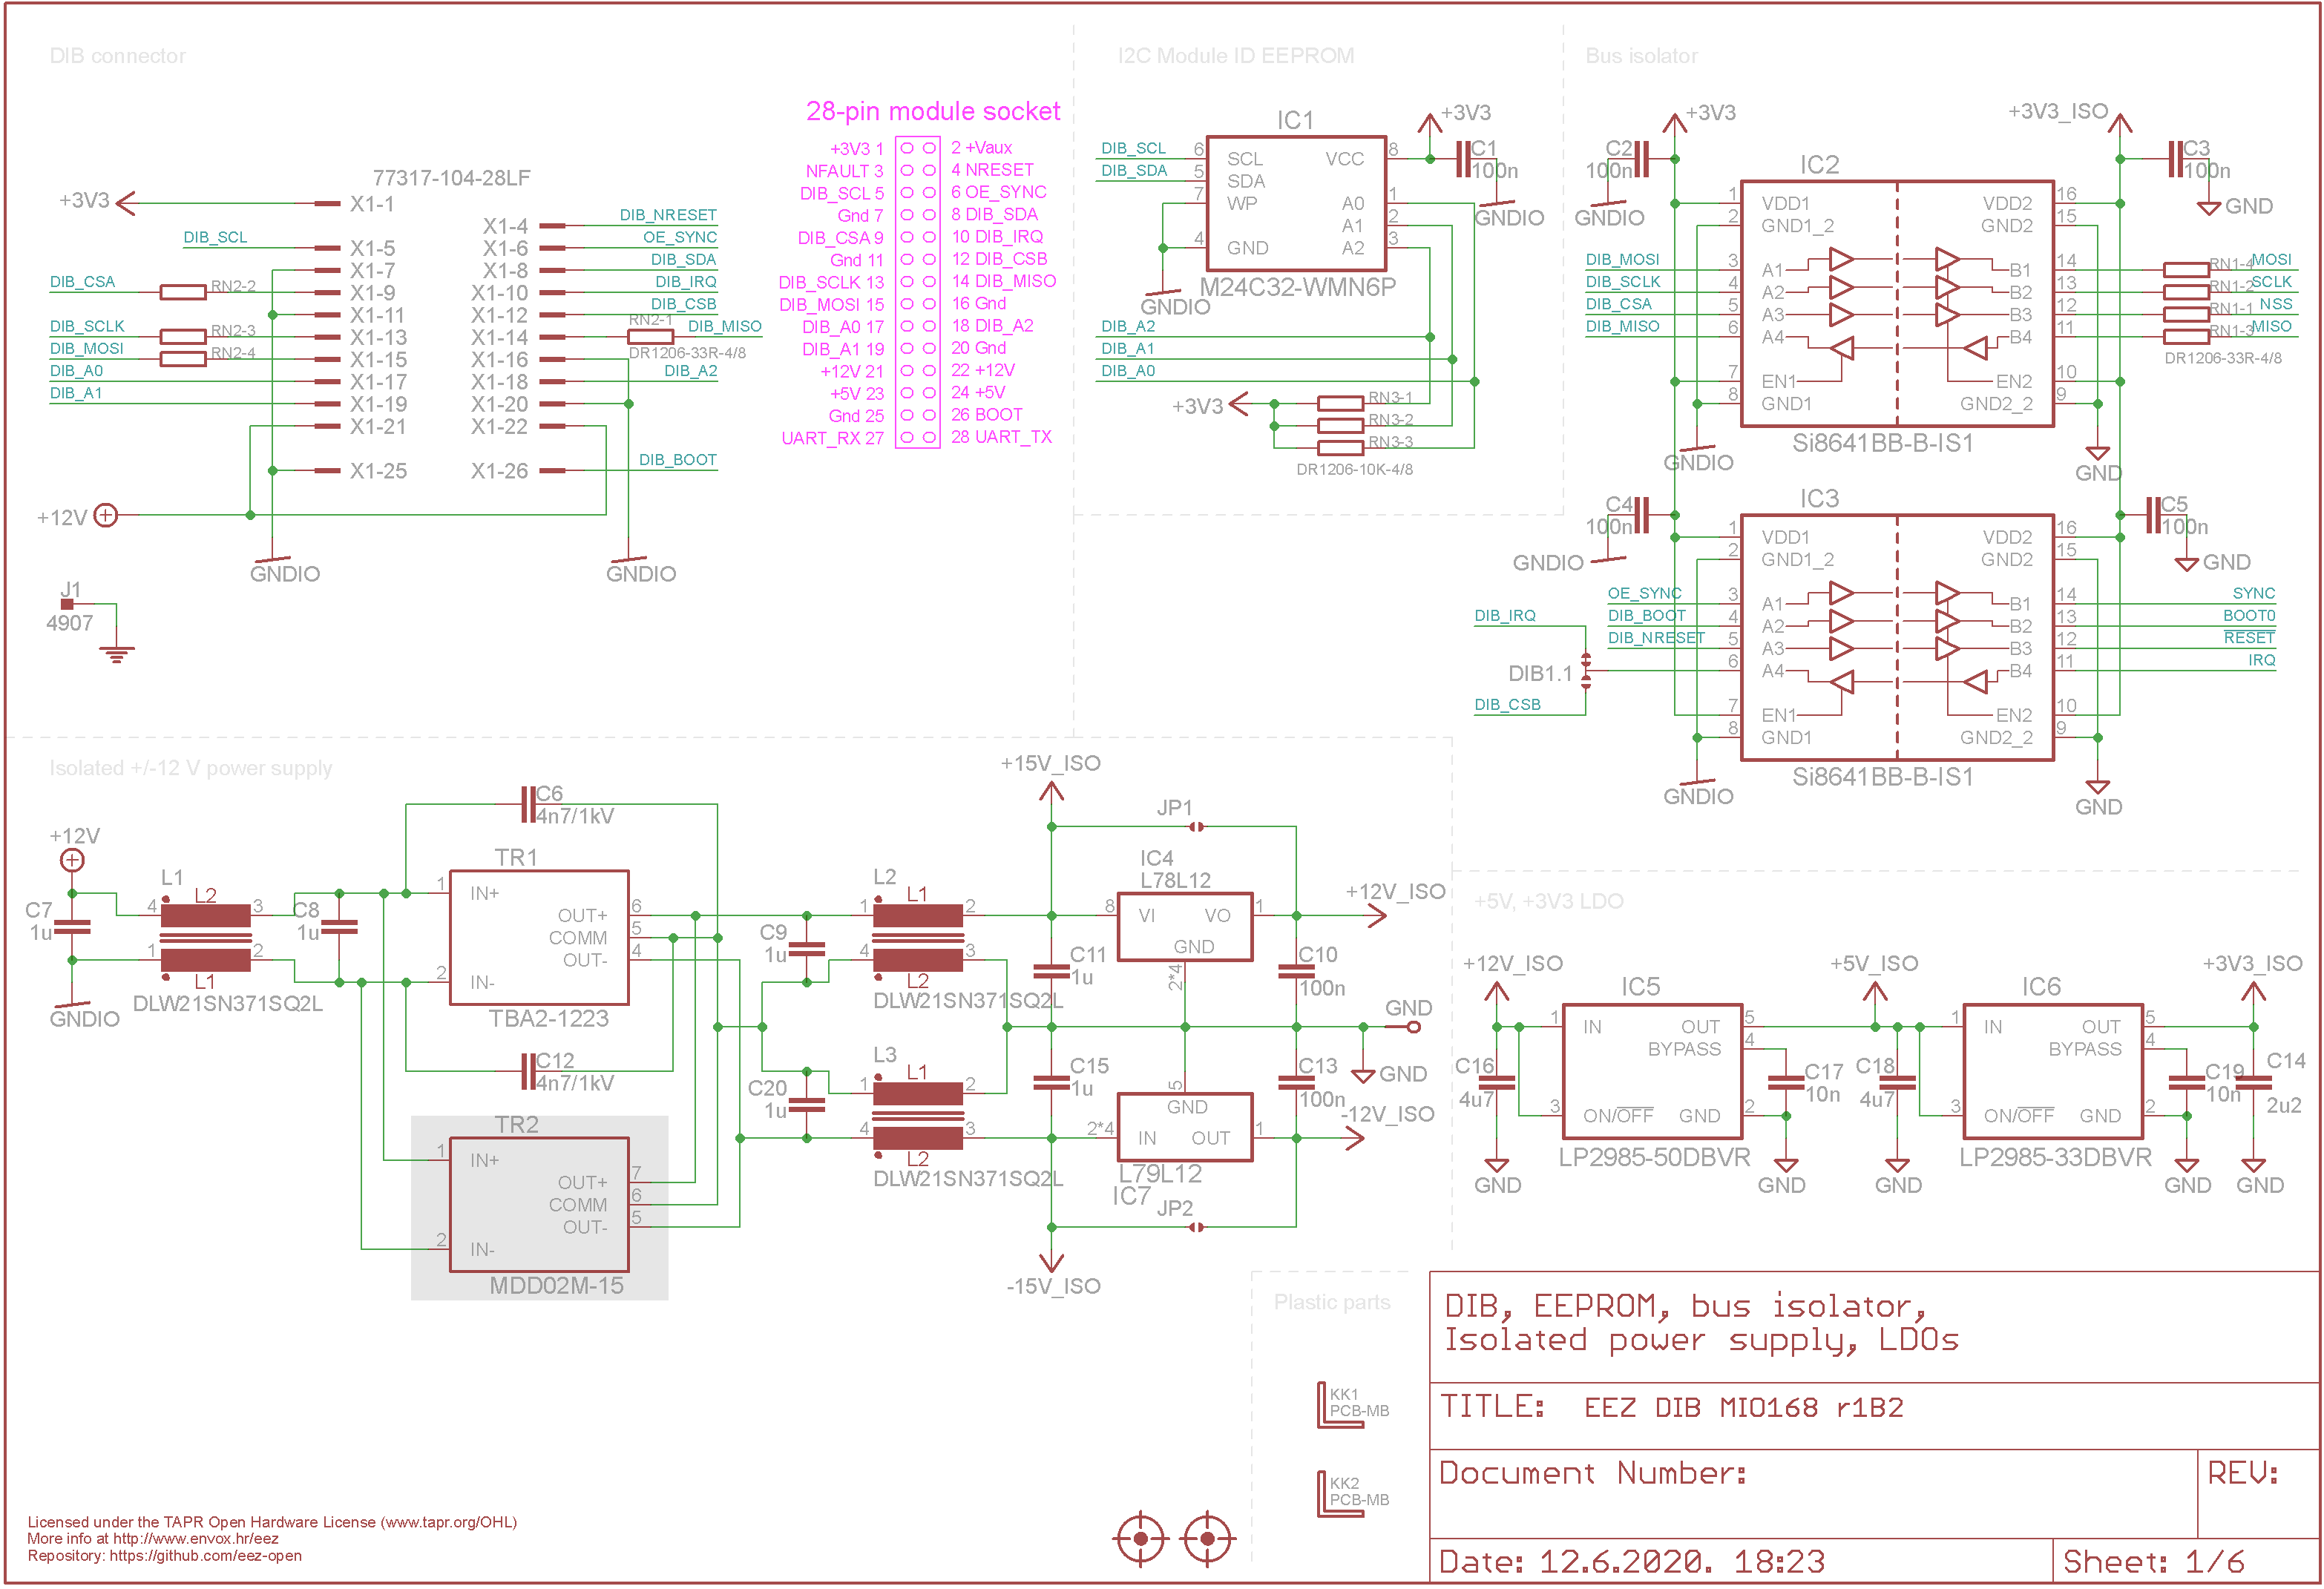 DIB connector
77317-104-28LF
+3V3
X1-1
X1-4
DIB_NRESET
DIB_SCL
X1-5
X1-6
OE_SYNC
X1-7
X1-8
DIB_SDA
DIB_CSA
RN2-2
X1-9
X1-10
DIB_IRQ
X1-11
X1-12
DIB_CSB
DIB_SCLK
RN2-3
X1-13
X1-14
RN2-1
DIB_MISO
DR1206-33R-4/8
DIB_MOSI
RN2-4
X1-15
X1-16
DIB_A0
X1-17
X1-18
DIB_A2
DIB_A1
X1-19
X1-20
X1-21
X1-22
X1-25
X1-26
DIB_BOOT
+12V
GNDIO
GNDIO
J1
4907
28-pin module socket
+3V3 1
2 +Vaux
NFAULT 3
4 NRESET
DIB_SCL 5
6 OE_SYNC
Gnd 7
8 DIB_SDA
DIB_CSA 9
10 DIB_IRQ
Gnd 11
12 DIB_CSB
DIB_SCLK 13
14 DIB_MISO
DIB_MOSI 15
16 Gnd
DIB_A0 17
18 DIB_A2
DIB_A1 19
20 Gnd
+12V 21
22 +12V
+5V 23
24 +5V
Gnd 25
26 BOOT
UART_RX 27
28 UART_TX
I2C Module ID EEPROM
IC1
+3V3
C1
100n
GNDIO
DIB_SCL
6
SCL
VCC
8
DIB_SDA
5
SDA
7
WP
A0
1
A1
2
4
GND
A2
3
M24C32-WMN6P
GNDIO
DIB_A2
DIB_A1
DIB_A0
+3V3
RN3-1
RN3-2
RN3-3
DR1206-10K-4/8
Bus isolator
+3V3
+3V3_ISO
C2
100n
GNDIO
C3
100n
GND
IC2
1
VDD1
VDD2
16
2
GND1_2
GND2
15
DIB_MOSI
3
A1
B1
14
RN1-4
MOSI
DIB_SCLK
4
A2
B2
13
RN1-2
SCLK
DIB_CSA
5
A3
B3
12
RN1-1
NSS
DIB_MISO
6
A4
B4
11
RN1-3
MISO
DR1206-33R-4/8
7
EN1
EN2
10
8
GND1
GND2_2
9
Si8641BB-B-IS1
GNDIO
GND
C4
100n
GNDIO
C5
100n
GND
IC3
1
VDD1
VDD2
16
2
GND1_2
GND2
15
OE_SYNC
3
A1
B1
14
SYNC
DIB_IRQ
DIB_BOOT
4
A2
B2
13
BOOT0
DIB_NRESET
5
A3
B3
12
RESET
DIB1.1
6
A4
B4
11
IRQ
DIB_CSB
7
EN1
EN2
10
8
GND1
GND2_2
9
Si8641BB-B-IS1
GNDIO
GND
Isolated +/-12 V power supply
+12V
C7
1u
GNDIO
L1
4
L2
3
1
L1
2
DLW21SN371SQ2L
C8
1u
C6
4n7/1kV
TR1
1
IN+
OUT+
6
COMM
5
OUT-
4
2
IN-
TBA2-1223
C12
4n7/1kV
TR2
1
IN+
OUT+
7
COMM
6
OUT-
5
2
IN-
MDD02M-15
C9
1u
C20
1u
L2
1
L1
2
4
L2
3
DLW21SN371SQ2L
L3
1
L1
2
4
L2
3
DLW21SN371SQ2L
+15V_ISO
JP1
IC4
L78L12
8
VI
VO
1
GND
2*4
+12V_ISO
C11
1u
C10
100n
GND
GND
C15
1u
C13
100n
5
GND
2*4
IN
OUT
1
-12V_ISO
L79L12
IC7
JP2
-15V_ISO
+5V, +3V3 LDO
+12V_ISO
IC5
+5V_ISO
IC6
+3V3_ISO
1
IN
OUT
5
BYPASS
4
3
ON/OFF
GND
2
LP2985-50DBVR
C16
4u7
GND
C17
10n
GND
C18
4u7
GND
1
IN
OUT
5
BYPASS
4
3
ON/OFF
GND
2
LP2985-33DBVR
C19
10n
GND
C14
2u2
GND
Plastic parts
KK1
PCB-MB
KK2
PCB-MB
DIB, EEPROM, bus isolator,
Isolated power supply, LDOs
TITLE: EEZ DIB MIO168 r1B2
Document Number:
REV:
Date: 12.6.2020. 18:23
Sheet: 1/6
Licensed under the TAPR Open Hardware License (www.tapr.org/OHL)
More info at http://www.envox.hr/eez
Repository: https://github.com/eez-open